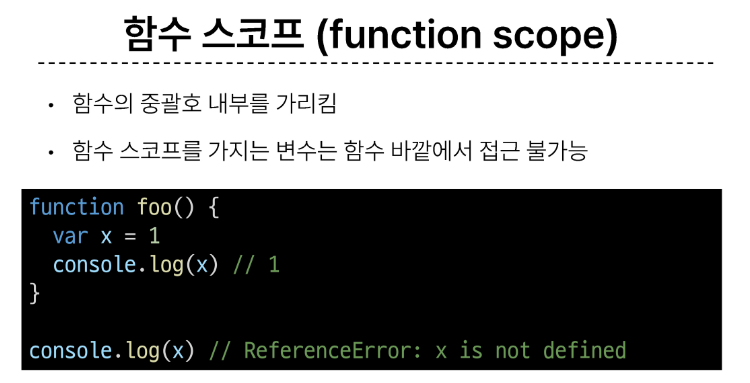 함수 스코프 (function scope)
• 함수의 중괄호 내부를 가리킴
• 함수 스코프를 가지는 변수는 함수 바깥에서 접근 불가능
function foo() {
  var x = 1
  console.log(x) // 1
}
console.log(x) // ReferenceError: x is not defined